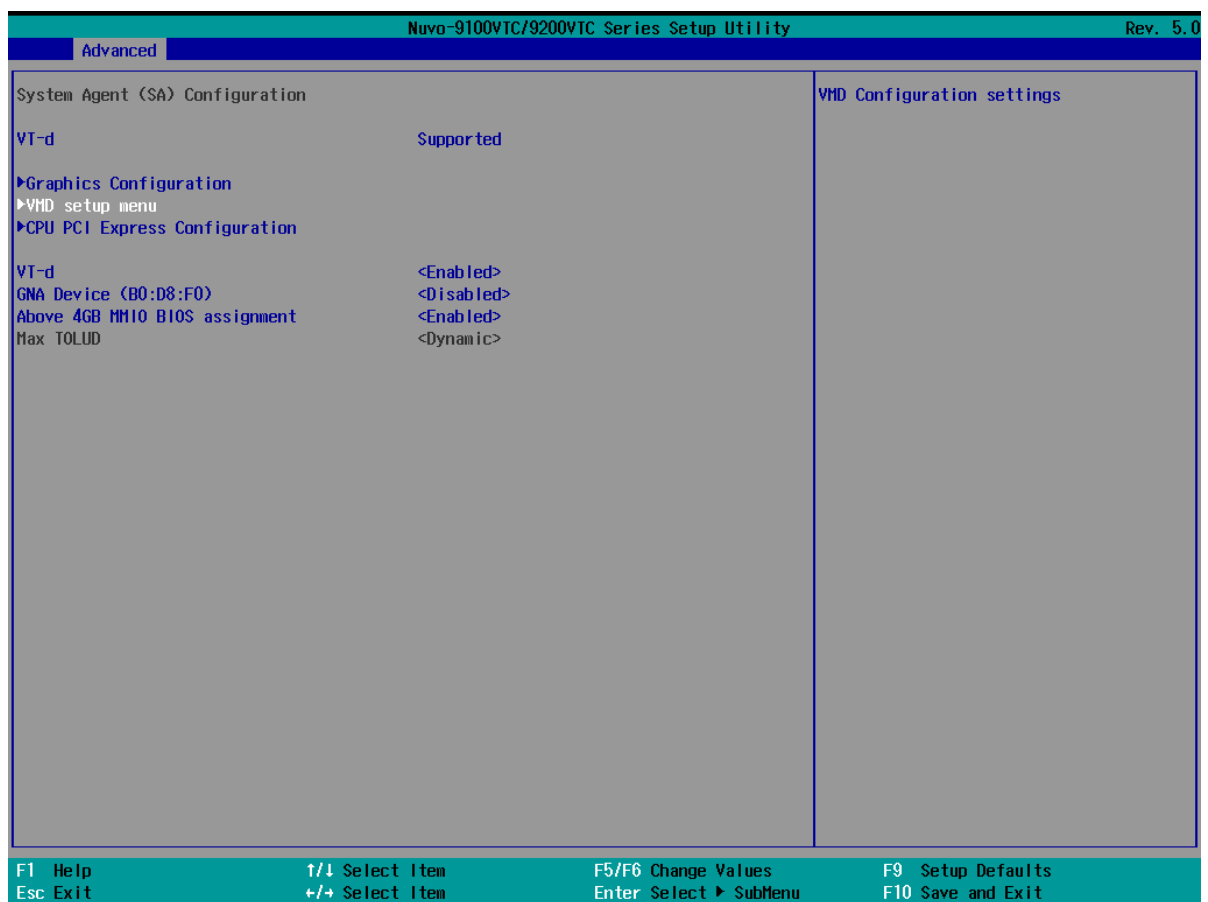 Nuvo-9100VTC/9200VTC Series Setup Utility Rev. 5.0
Advanced
System Agent (SA) Configuration
VMD Configuration settings
VT-d Supported
▶Graphics Configuration
▶VMD setup menu
▶CPU PCI Express Configuration
VT-d <Enabled>
GNA Device (B0:D8:F0) <Disabled>
Above 4GB MMIO BIOS assignment <Enabled>
Max TOLUD <Dynamic>
F1 Help ↑/↓ Select Item F5/F6 Change Values F9 Setup Defaults
Esc Exit ←/→ Select Item Enter Select ▶ SubMenu F10 Save and Exit